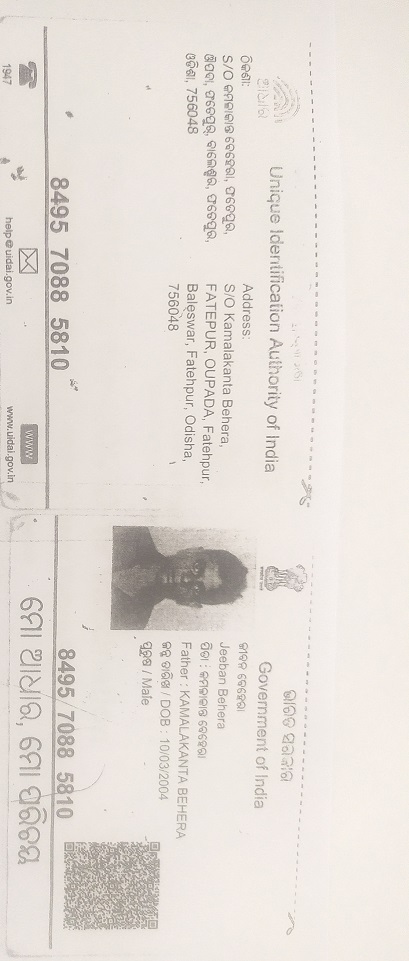 ଆଧାର
Unique Identification Authority of India
ଠିକଣା:
S/O କମଳାକାନ୍ତ ବେହେରା, ଫତେପୁର,
ଔପଦା, ଫତେପୁର, ବାଲେଶ୍ୱର, ଫତେପୁର,
ଓଡିଶା, 756048
Address:
S/O Kamalakanta Behera,
FATEPUR, OUPADA, Fatehpur,
Baleswar, Fatehpur, Odisha,
756048
8495 7088 5810
1947
help@uidai.gov.in
www
www.uidai.gov.in
ଭାରତ ସରକାର
Government of India
ଜୀବନ ବେହେରା
Jeeban Behera
ପିତା : କମଳାକାନ୍ତ ବେହେରା
Father : KAMALAKANTA BEHERA
ଜନ୍ମ ତାରିଖ / DOB : 10/03/2004
ପୁରୁଷ / Male
8495 7088 5810
ମୋ ଆଧାର, ମୋ ପରିଚୟ